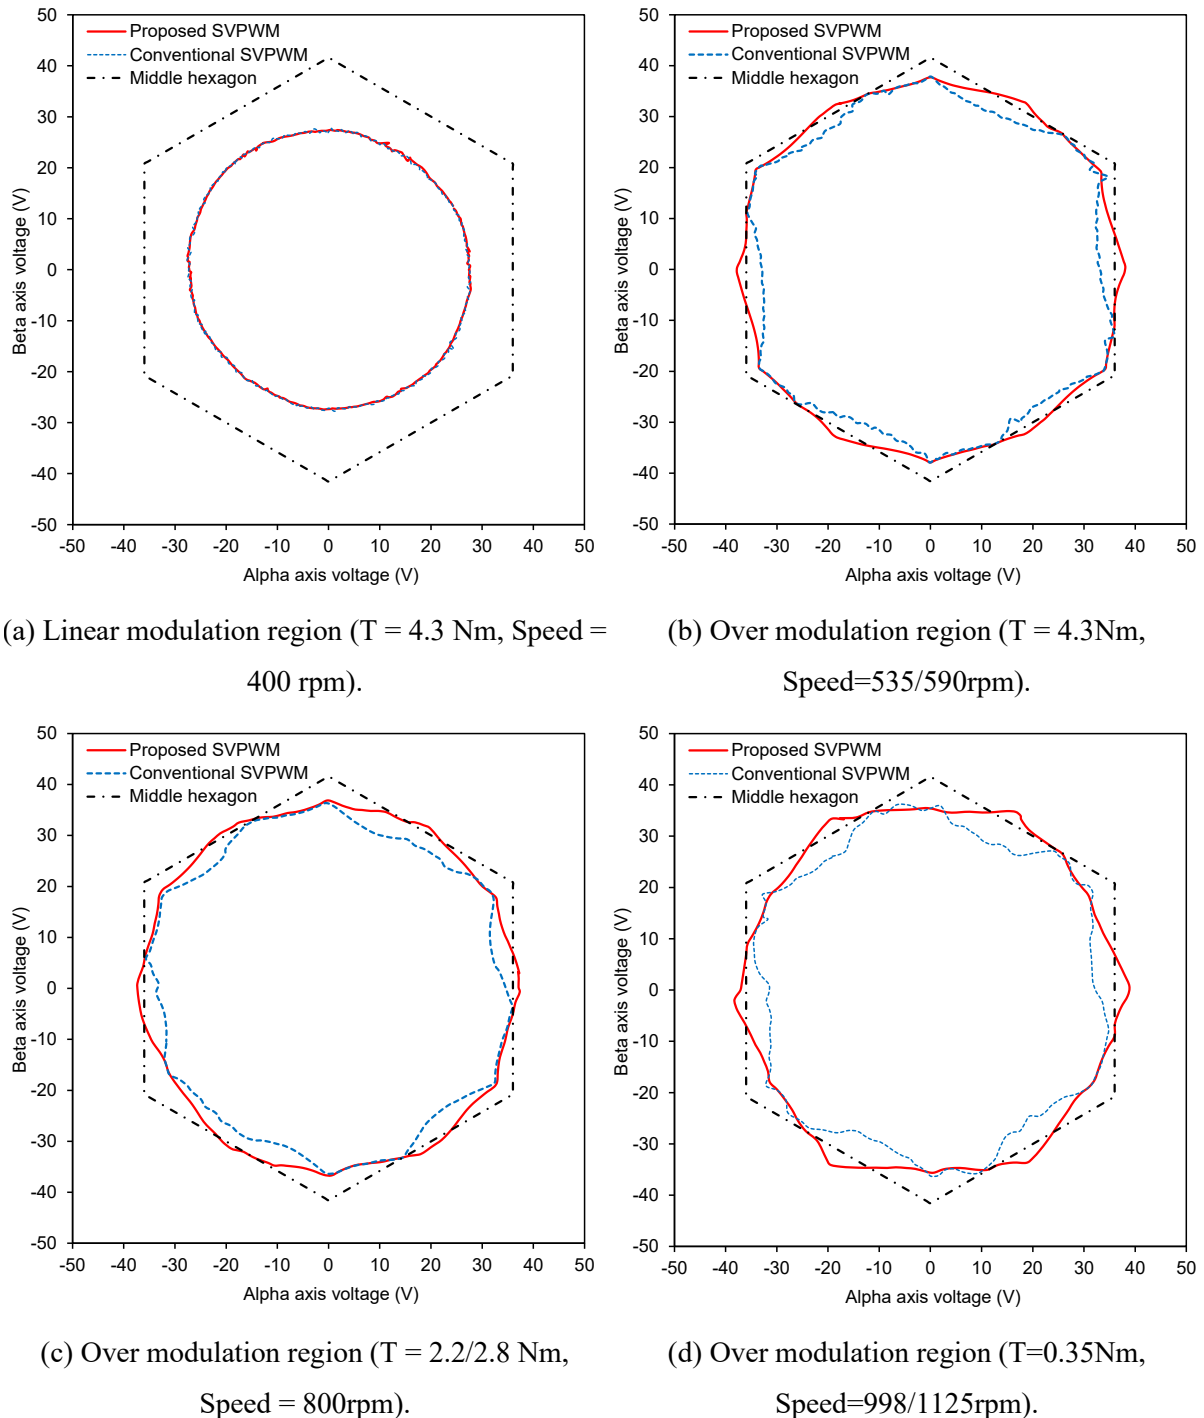 50
40
30
20
10
0
-10
-20
-30
-40
-50
-50 -40 -30 -20 -10 0 10 20 30 40 50
Beta axis voltage (V)
Alpha axis voltage (V)
Proposed SVPWM
Conventional SVPWM
Middle hexagon
50
40
30
20
10
0
-10
-20
-30
-40
-50
-50 -40 -30 -20 -10 0 10 20 30 40 50
Beta axis voltage (V)
Alpha axis voltage (V)
Proposed SVPWM
Conventional SVPWM
Middle hexagon
(a) Linear modulation region (T = 4.3 Nm, Speed =
400 rpm).
(b) Over modulation region (T = 4.3Nm,
Speed=535/590rpm).
50
40
30
20
10
0
-10
-20
-30
-40
-50
-50 -40 -30 -20 -10 0 10 20 30 40 50
Beta axis voltage (V)
Alpha axis voltage (V)
Proposed SVPWM
Conventional SVPWM
Middle hexagon
50
40
30
20
10
0
-10
-20
-30
-40
-50
-50 -40 -30 -20 -10 0 10 20 30 40 50
Beta axis voltage (V)
Alpha axis voltage (V)
Proposed SVPWM
Conventional SVPWM
Middle hexagon
(c) Over modulation region (T = 2.2/2.8 Nm,
Speed = 800rpm).
(d) Over modulation region (T=0.35Nm,
Speed=998/1125rpm).